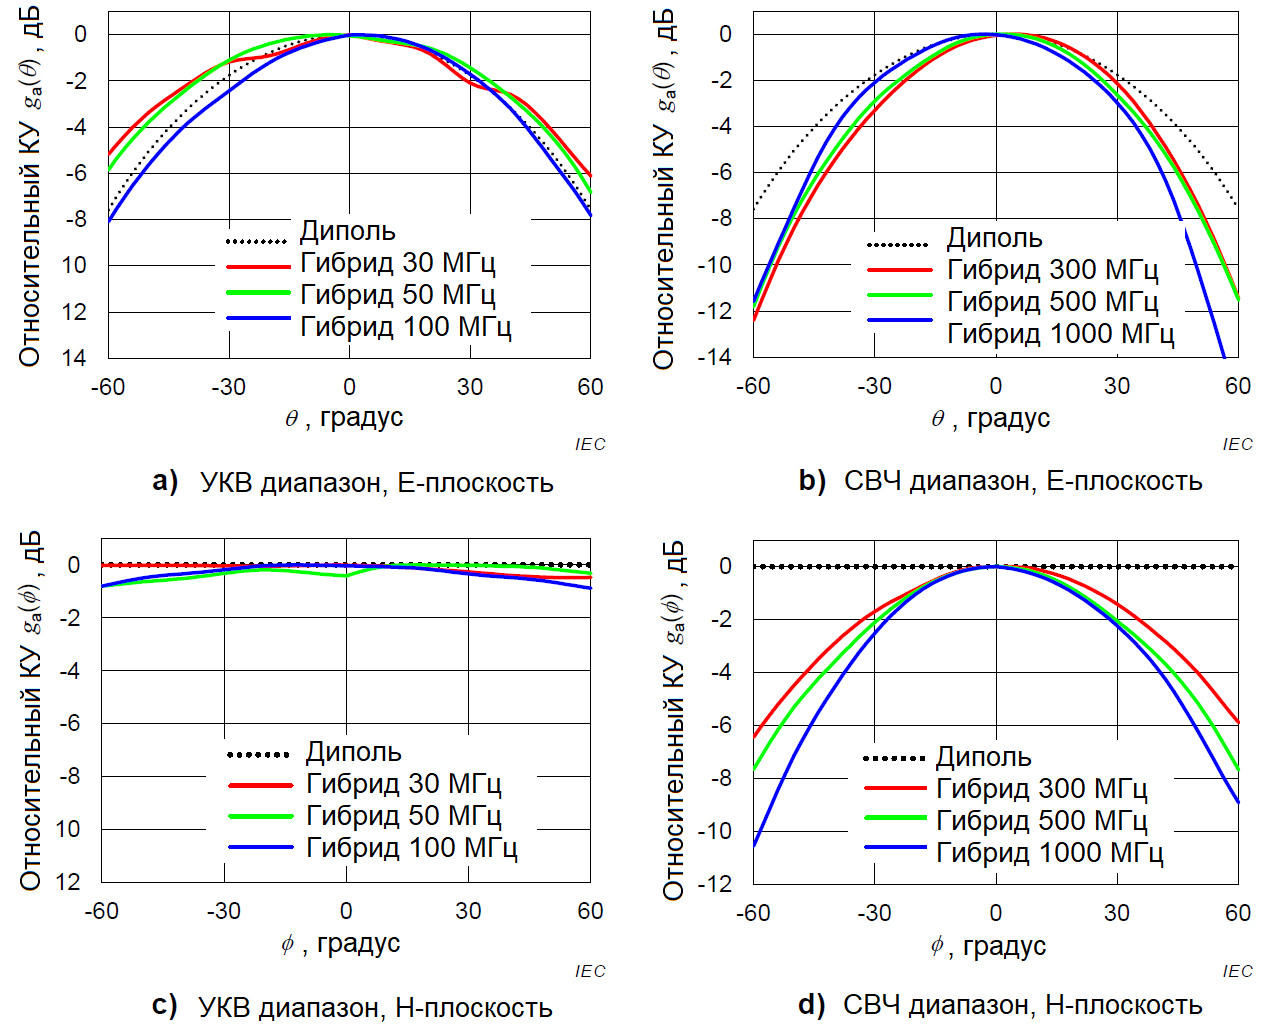 Относительный КУ gа(θ), дБ
0
-2
-4
-6
-8
10
12
14
Диполь
Гибрид 30 МГц
Гибрид 50 МГц
Гибрид 100 МГц
-60 -30 0 30 60
θ , градус
IEC
a) УКВ диапазон, Е-плоскость
Относительный КУ gа(θ), дБ
0
-2
-4
-6
-8
-10
-12
-14
Диполь
Гибрид 300 МГц
Гибрид 500 МГц
Гибрид 1000 МГц
-60 -30 0 30 60
θ , градус
IEC
b) СВЧ диапазон, Е-плоскость
Относительный КУ gа(ϕ), дБ
0
-2
-4
-6
-8
10
12
Диполь
Гибрид 30 МГц
Гибрид 50 МГц
Гибрид 100 МГц
-60 -30 0 30 60
ϕ , градус
IEC
c) УКВ диапазон, Н-плоскость
Относительный КУ gа(ϕ), дБ
0
-2
-4
-6
-8
-10
-12
Диполь
Гибрид 300 МГц
Гибрид 500 МГц
Гибрид 1000 МГц
-60 -30 0 30 60
ϕ , градус
IEC
d) СВЧ диапазон, Н-плоскость